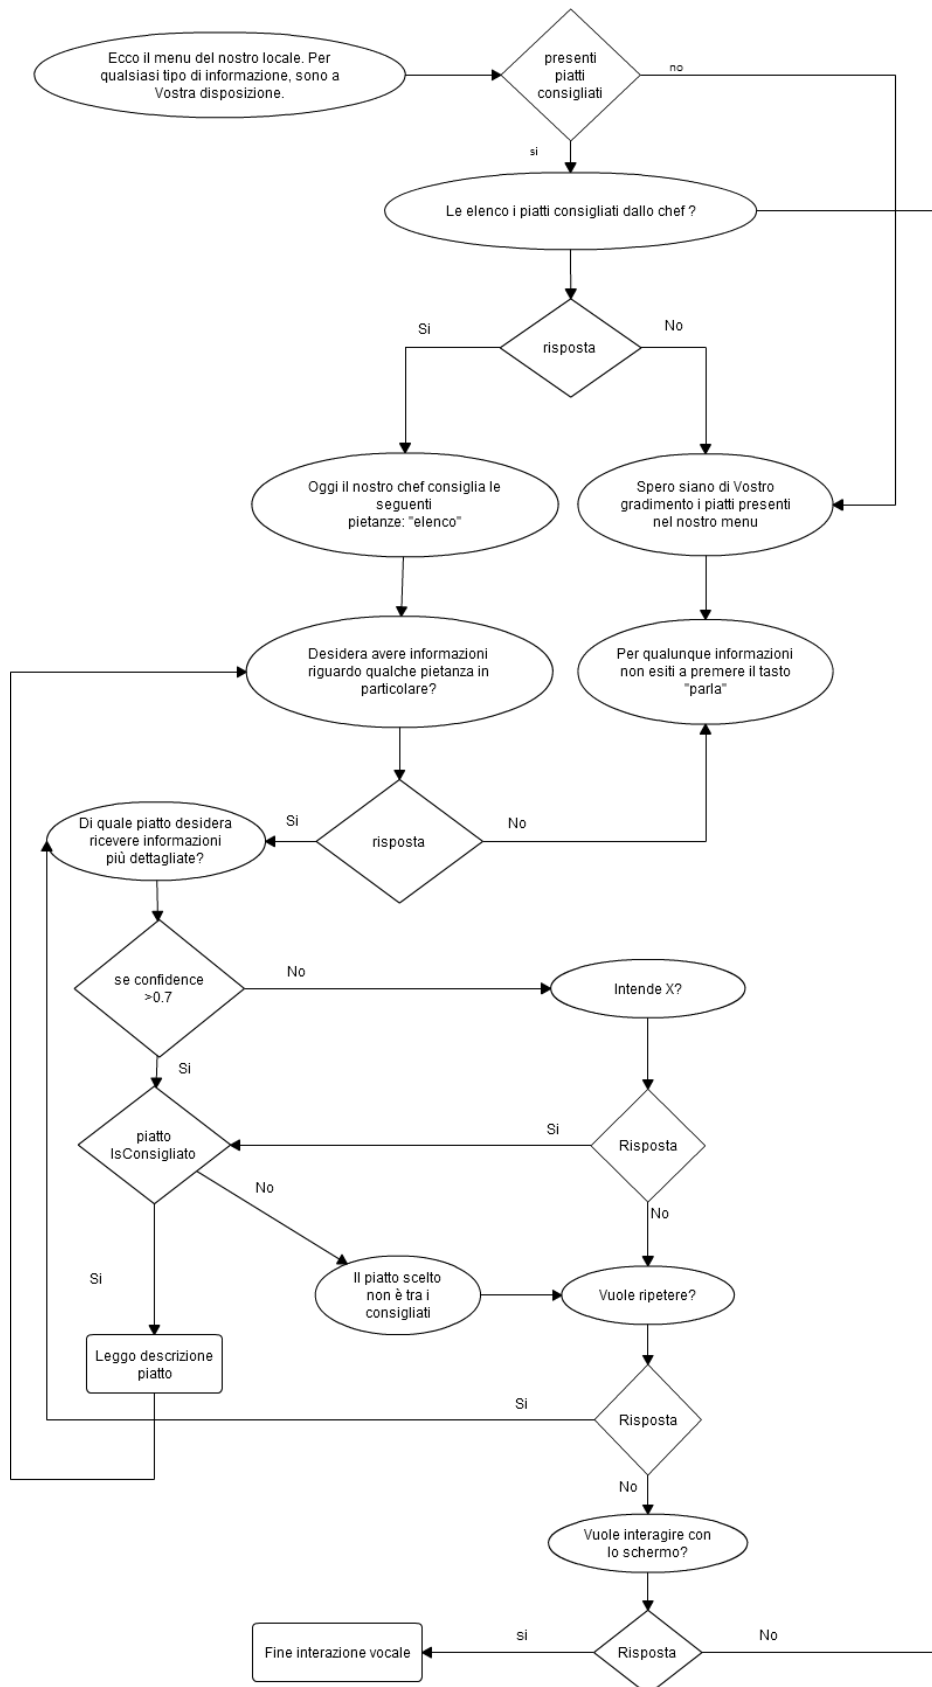 Ecco il menu del nostro locale. Per
qualsiasi tipo di informazione, sono a
Vostra disposizione.
presenti
piatti
consigliati
no
si
Le elenco i piatti consigliati dallo chef ?
Si
No
risposta
Oggi il nostro chef consiglia le
seguenti
pietanze: "elenco"
Spero siano di Vostro
gradimento i piatti presenti
nel nostro menu
Desidera avere informazioni
riguardo qualche pietanza in
particolare?
Per qualunque informazioni
non esiti a premere il tasto
"parla"
Di quale piatto desidera
ricevere informazioni
più dettagliate?
Si
risposta
No
se confidence
>0.7
No
Intende X?
Si
piatto
IsConsigliato
Si
Risposta
No
No
Il piatto scelto
non è tra i
consigliati
Vuole ripetere?
Si
Leggo descrizione
piatto
Si
Risposta
No
Vuole interagire con
lo schermo?
Fine interazione vocale
si
Risposta
No